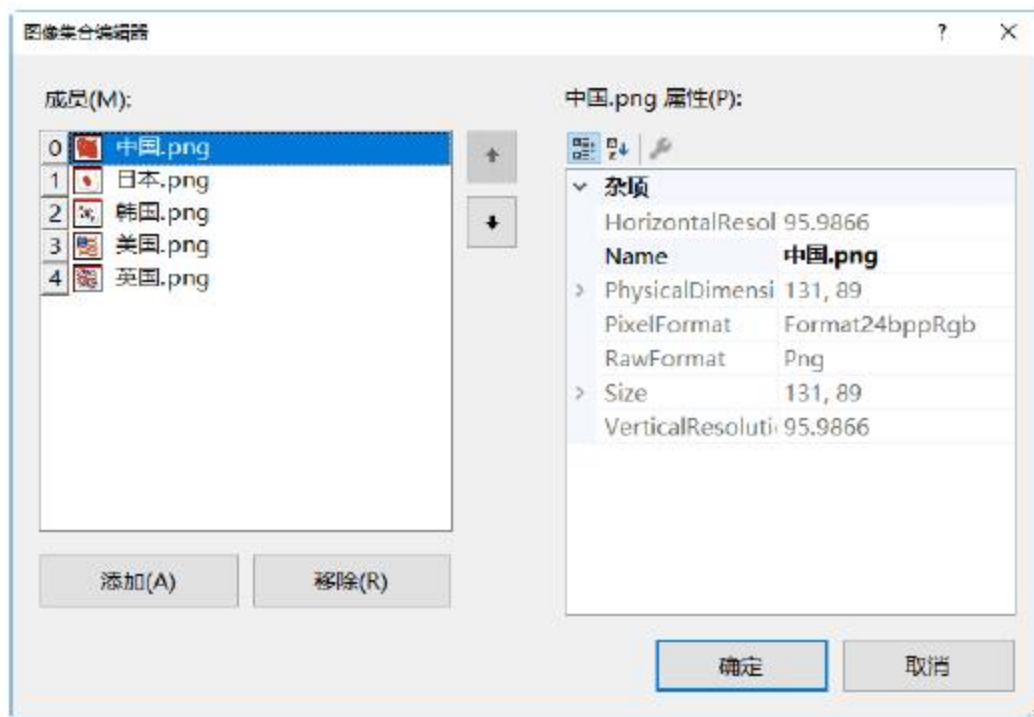 图像集合编辑器 ? ×
成员(M):
0 中国.png
1 日本.png
2 韩国.png
3 美国.png
4 英国.png
添加(A) 移除(R)
中国.png 属性(P):
杂项
HorizontalResol 95.9866
Name 中国.png
PhysicalDimensi 131, 89
PixelFormat Format24bppRgb
RawFormat Png
Size 131, 89
VerticalResoluti 95.9866
确定 取消